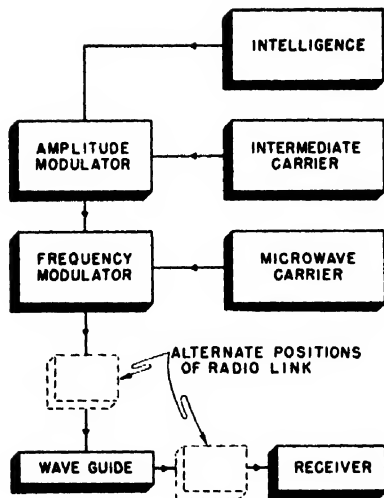 INTELLIGENCE
AMPLITUDE
MODULATOR
INTERMEDIATE
CARRIER
FREQUENCY
MODULATOR
MICROWAVE
CARRIER
ALTERNATE POSITIONS
OF RADIO LINK
WAVE GUIDE
RECEIVER